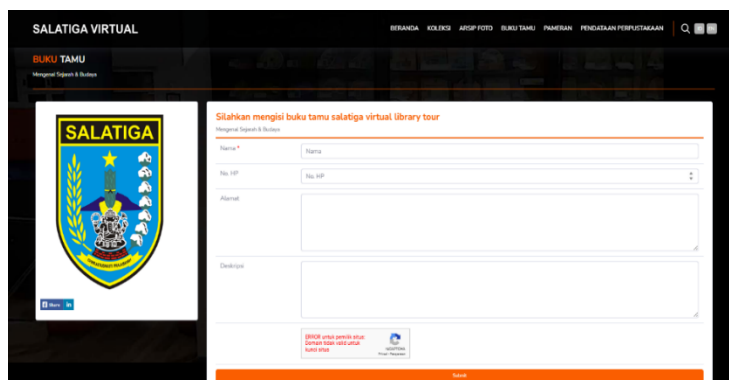 SALATIGA VIRTUAL
BERANDA KOLEKSI ARSIP FOTO BUKU TAMU PAMERAN PENDATAAN PERPUSTAKAAN
BUKU TAMU
Mengenal Sejarah & Budaya
SALATIGA
Share
Silahkan mengisi buku tamu salatiga virtual library tour
Mengenal Sejarah & Budaya
Nama *
Nama
No. HP
No. HP
Alamat
Deskripsi
ERROR untuk pemilik situs:
Domain tidak valid untuk
kunci situs
reCAPTCHA
Privasi - Persyaratan
Submit